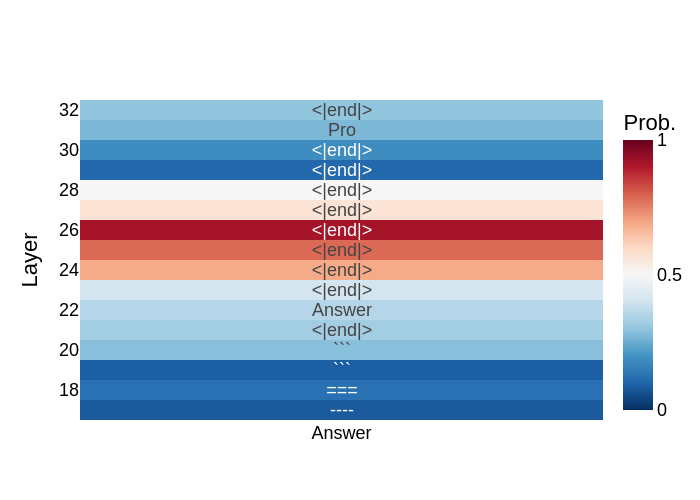 Prob.
32 <|end|> 1
Pro
30 <|end|>
<|end|>
28 <|end|>
<|end|>
26 <|end|>
<|end|>
24 <|end|> 0.5
<|end|>
22 Answer
<|end|>
20 ```
```
18 ===
---- 0
Layer
Answer